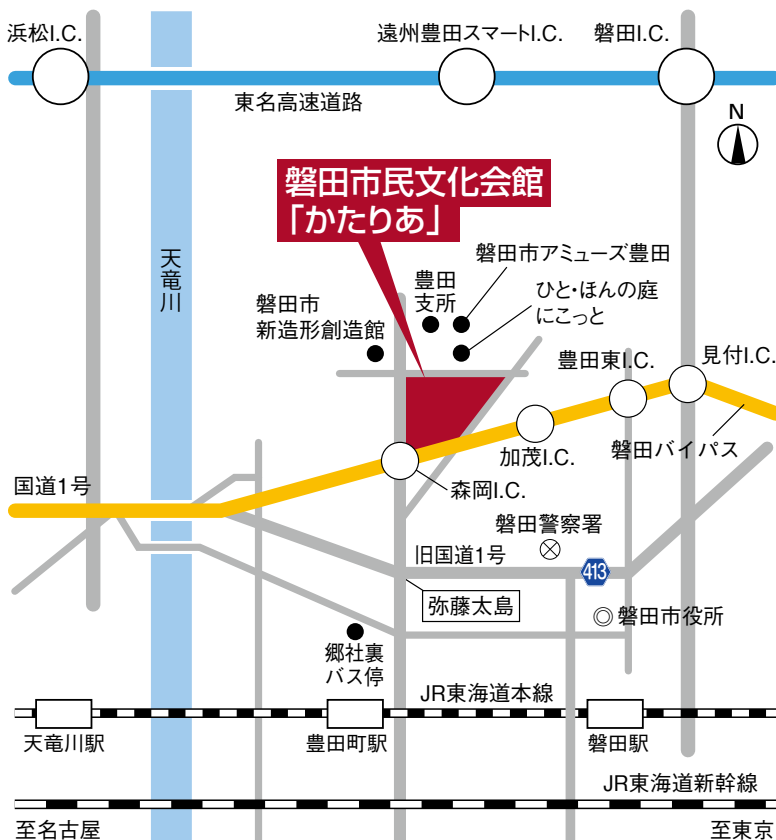 浜松I.C.
遠州豊田スマートI.C.
磐田I.C.
東名高速道路
N
磐田市民文化会館
「かたりあ」
天竜川
磐田市アミューズ豊田
豊田
支所
ひと・ほんの庭
にこっと
磐田市
新造形創造館
豊田東I.C.
見付I.C.
加茂I.C.
磐田バイパス
国道1号
森岡I.C.
磐田警察署
旧国道1号
413
弥藤太島
磐田市役所
郷社裏
バス停
JR東海道本線
天竜川駅
豊田町駅
磐田駅
JR東海道新幹線
至名古屋
至東京